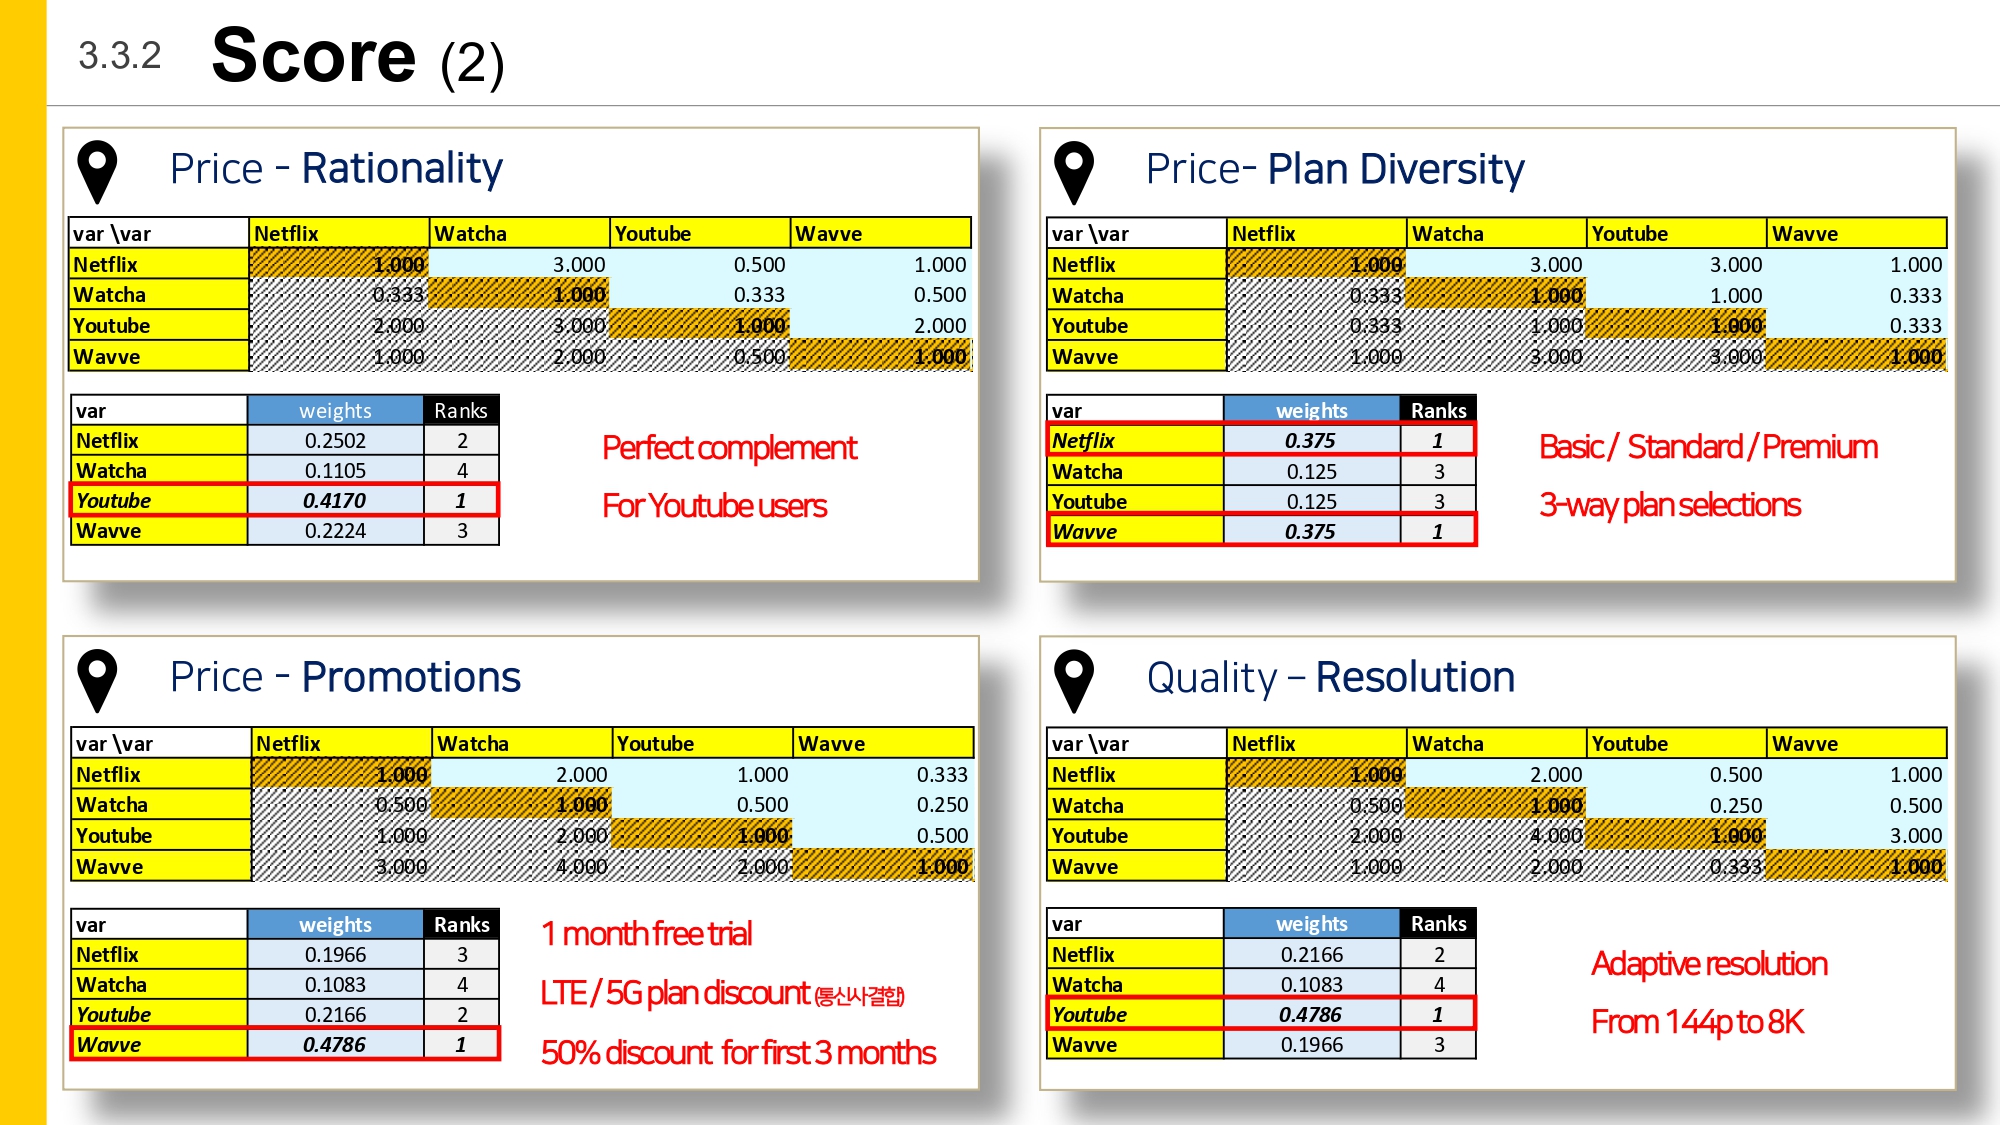 3.3.2 Score (2)
Price - Rationality
var \var Netflix Watcha Youtube Wavve
Netflix 1.000 3.000 0.500 1.000
Watcha 0.333 1.000 0.333 0.500
Youtube 2.000 3.000 1.000 2.000
Wavve 1.000 2.000 0.500 1.000
var weights Ranks
Netflix 0.2502 2
Watcha 0.1105 4
Youtube 0.4170 1
Wavve 0.2224 3
Perfect complement
For Youtube users
Price- Plan Diversity
var \var Netflix Watcha Youtube Wavve
Netflix 1.000 3.000 3.000 1.000
Watcha 0.333 1.000 1.000 0.333
Youtube 0.333 1.000 1.000 0.333
Wavve 1.000 3.000 3.000 1.000
var weights Ranks
Netflix 0.375 1
Watcha 0.125 3
Youtube 0.125 3
Wavve 0.375 1
Basic / Standard / Premium
3-way plan selections
Price - Promotions
var \var Netflix Watcha Youtube Wavve
Netflix 1.000 2.000 1.000 0.333
Watcha 0.500 1.000 0.500 0.250
Youtube 1.000 2.000 1.000 0.500
Wavve 3.000 4.000 2.000 1.000
var weights Ranks
Netflix 0.1966 3
Watcha 0.1083 4
Youtube 0.2166 2
Wavve 0.4786 1
1 month free trial
LTE / 5G plan discount (통신사결합)
50% discount for first 3 months
Quality – Resolution
var \var Netflix Watcha Youtube Wavve
Netflix 1.000 2.000 0.500 1.000
Watcha 0.500 1.000 0.250 0.500
Youtube 2.000 4.000 1.000 3.000
Wavve 1.000 2.000 0.333 1.000
var weights Ranks
Netflix 0.2166 2
Watcha 0.1083 4
Youtube 0.4786 1
Wavve 0.1966 3
Adaptive resolution
From 144p to 8K